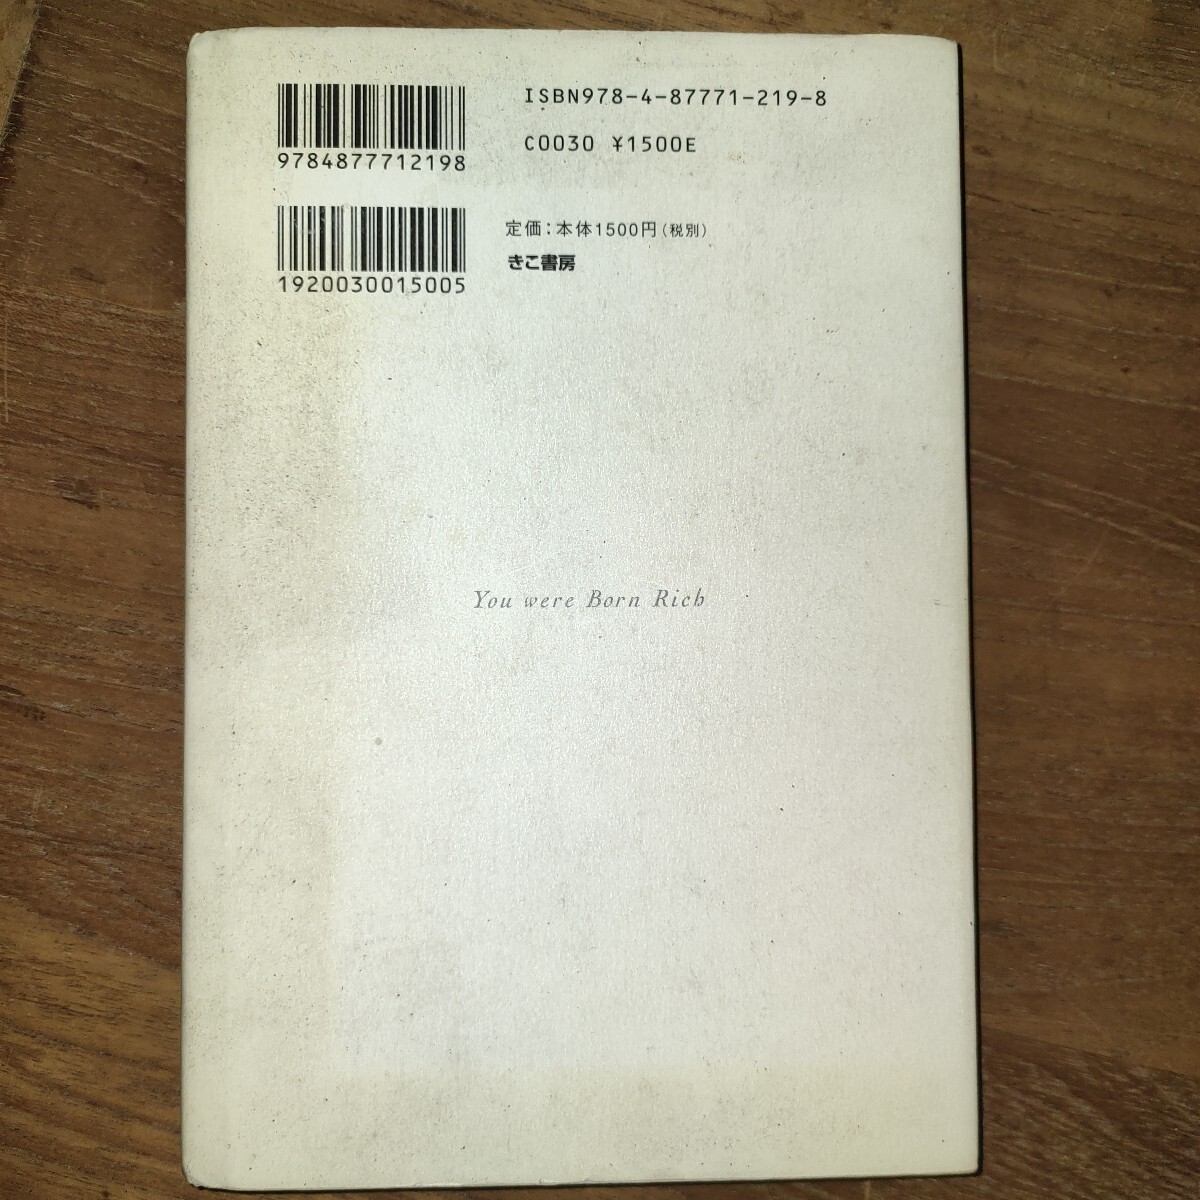 ISBN978-4-87771-219-8
9784877712198
C0030 ¥1500E
1920030015005
定価：本体1500円（税別）
きこ書房
You were Born Rich